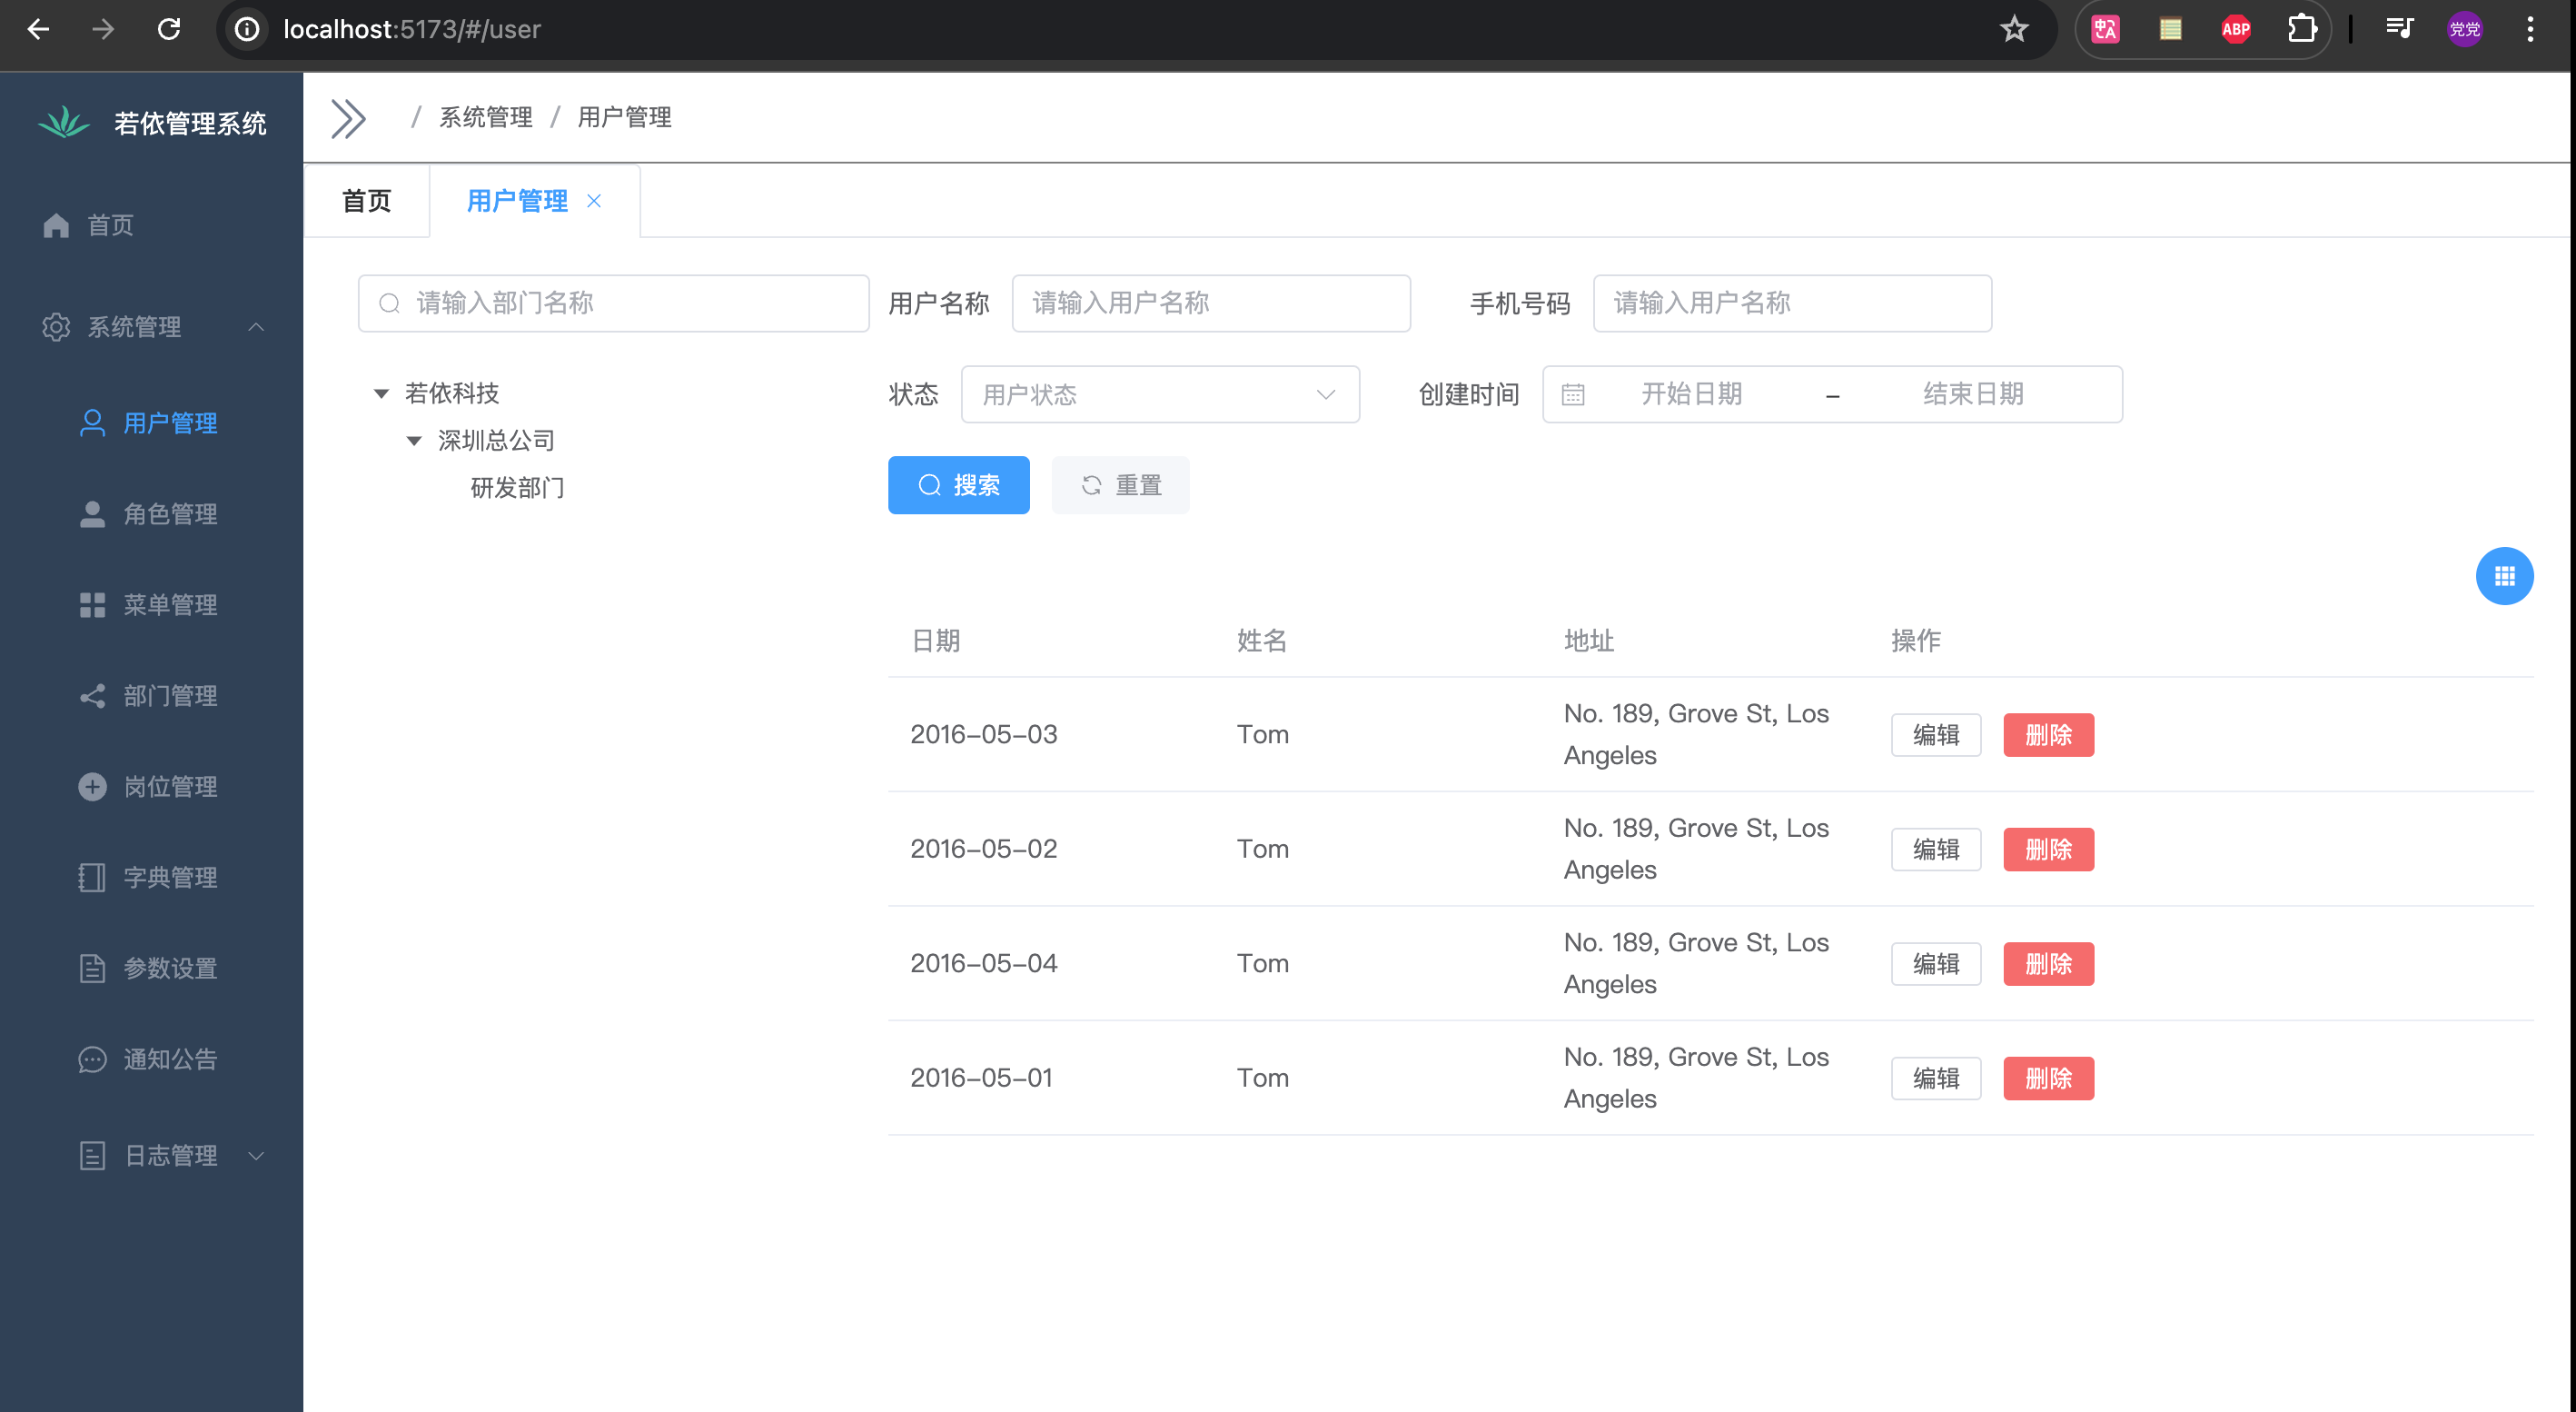 localhost:5173/#/user
中A
ABP
党党
若依管理系统
首页
系统管理
用户管理
角色管理
菜单管理
部门管理
岗位管理
字典管理
参数设置
通知公告
日志管理
/ 系统管理 / 用户管理
首页 用户管理
请输入部门名称
若依科技
深圳总公司
研发部门
用户名称 请输入用户名称 手机号码 请输入用户名称
状态 用户状态 创建时间 开始日期 – 结束日期
搜索 重置
日期 姓名 地址 操作
2016-05-03 Tom No. 189, Grove St, Los
Angeles 编辑 删除
2016-05-02 Tom No. 189, Grove St, Los
Angeles 编辑 删除
2016-05-04 Tom No. 189, Grove St, Los
Angeles 编辑 删除
2016-05-01 Tom No. 189, Grove St, Los
Angeles 编辑 删除